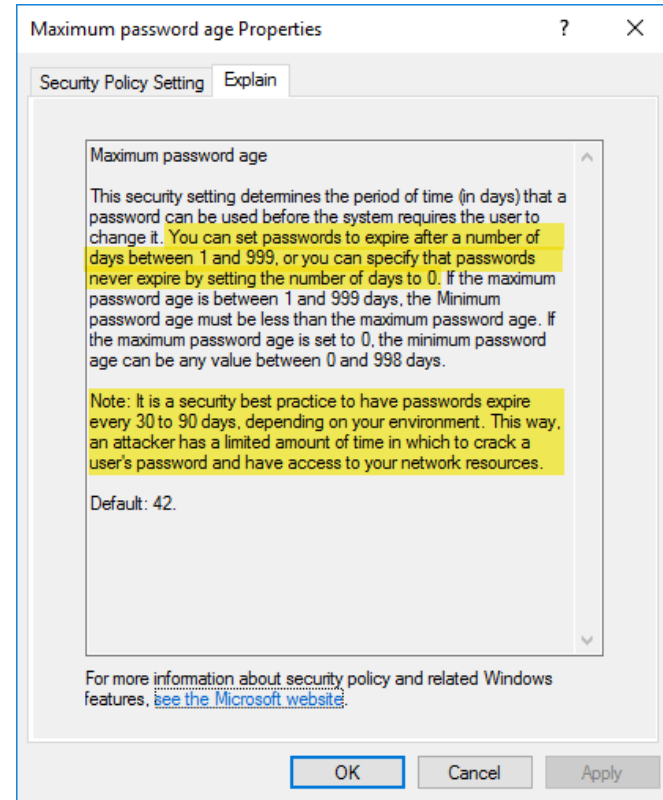 Maximum password age Properties ? ×
Security Policy Setting Explain
Maximum password age
This security setting determines the period of time (in days) that a
password can be used before the system requires the user to
change it. You can set passwords to expire after a number of
days between 1 and 999, or you can specify that passwords
never expire by setting the number of days to 0. If the maximum
password age is between 1 and 999 days, the Minimum
password age must be less than the maximum password age. If
the maximum password age is set to 0, the minimum password
age can be any value between 0 and 998 days.
Note: It is a security best practice to have passwords expire
every 30 to 90 days, depending on your environment. This way,
an attacker has a limited amount of time in which to crack a
user's password and have access to your network resources.
Default: 42.
For more information about security policy and related Windows
features, see the Microsoft website.
OK Cancel Apply